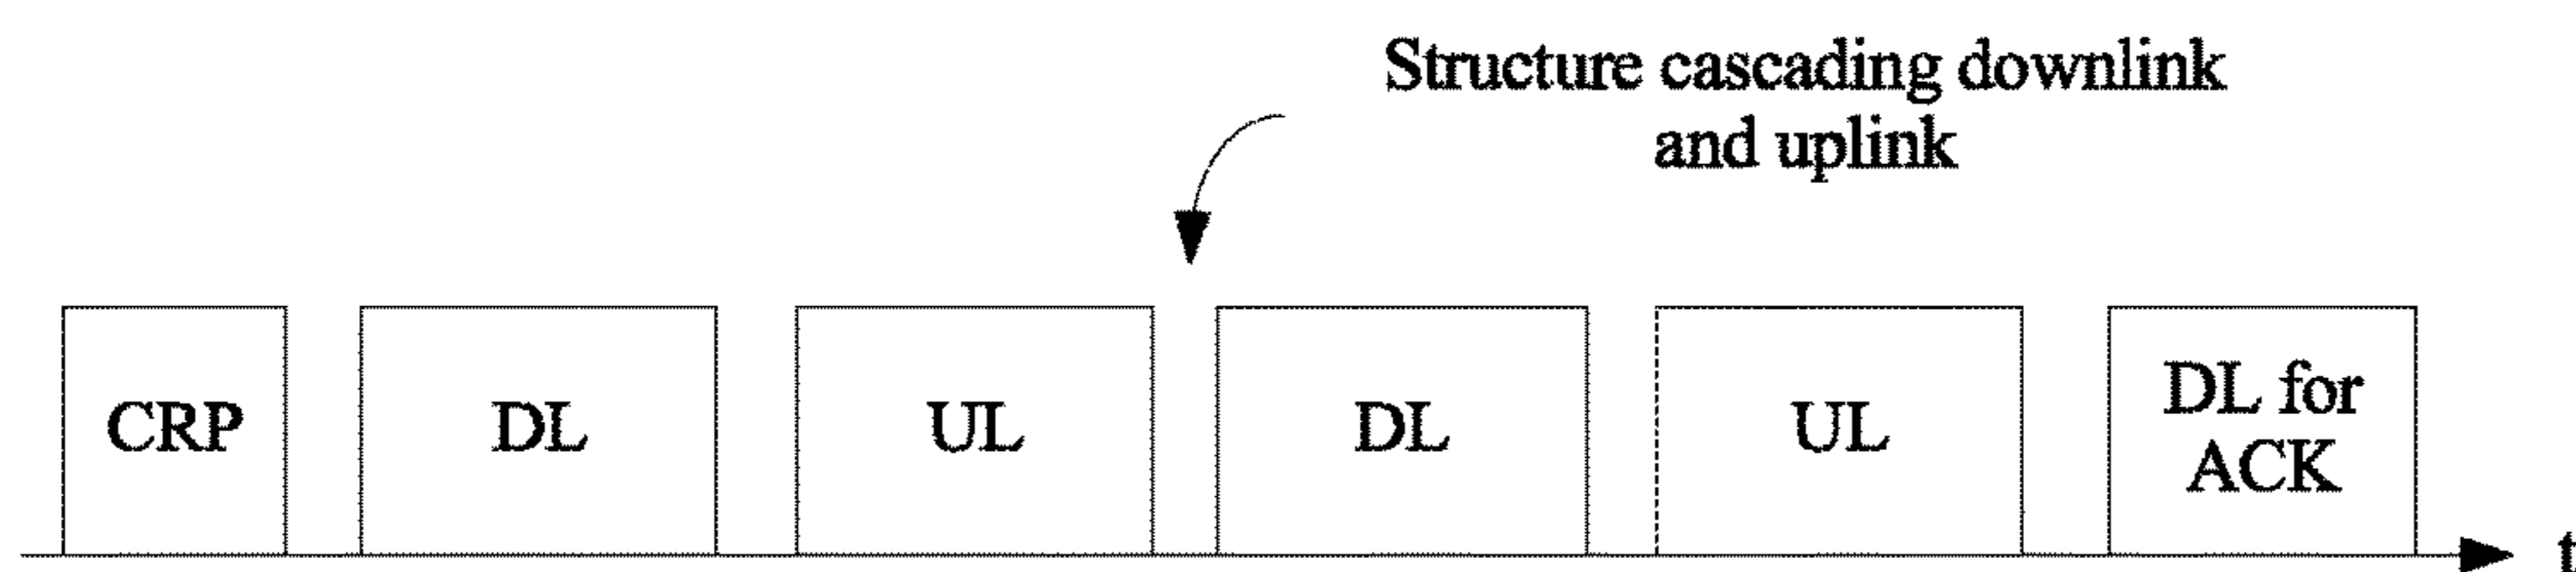 Structure cascading downlink
and uplink
CRP
DL
UL
DL
UL
DL for
ACK
t